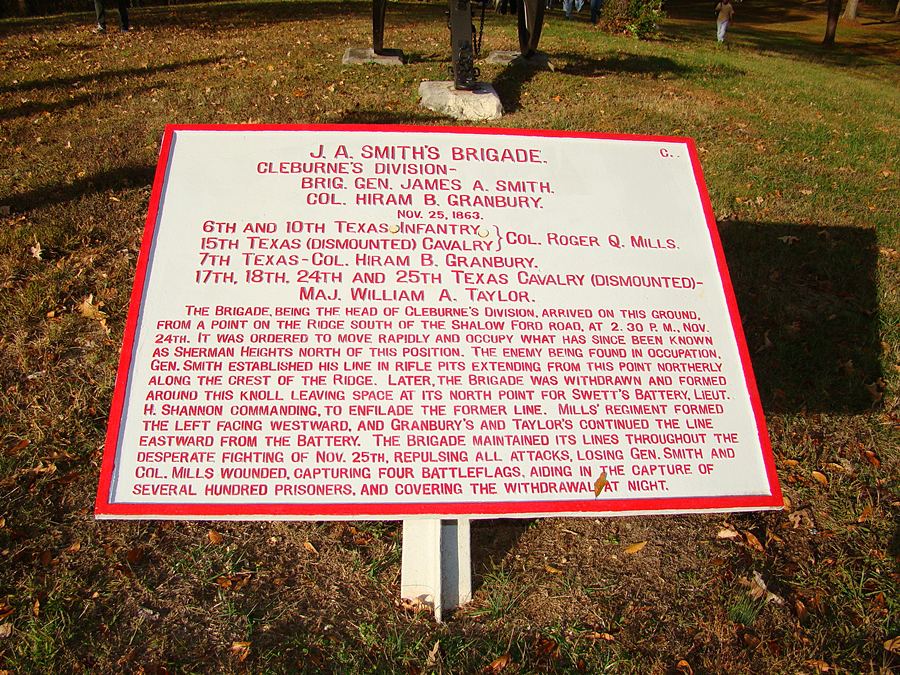 J. A. SMITH'S BRIGADE.
C..
CLEBURNE'S DIVISION-
BRIG. GEN. JAMES A. SMITH.
COL. HIRAM B. GRANBURY.
NOV. 25, 1863.
6TH AND 10TH TEXAS INFANTRY
15TH TEXAS (DISMOUNTED) CAVALRY } COL. ROGER Q. MILLS.
7TH TEXAS-COL. HIRAM B. GRANBURY.
17TH, 18TH, 24TH AND 25TH TEXAS CAVALRY (DISMOUNTED)-
MAJ. WILLIAM A. TAYLOR.
THE BRIGADE, BEING THE HEAD OF CLEBURNE'S DIVISION, ARRIVED ON THIS GROUND,
FROM A POINT ON THE RIDGE SOUTH OF THE SHALOW FORD ROAD, AT 2.30 P. M., NOV.
24TH. IT WAS ORDERED TO MOVE RAPIDLY AND OCCUPY WHAT HAS SINCE BEEN KNOWN
AS SHERMAN HEIGHTS NORTH OF THIS POSITION. THE ENEMY BEING FOUND IN OCCUPATION,
GEN. SMITH ESTABLISHED HIS LINE IN RIFLE PITS EXTENDING FROM THIS POINT NORTHERLY
ALONG THE CREST OF THE RIDGE. LATER, THE BRIGADE WAS WITHDRAWN AND FORMED
AROUND THIS KNOLL LEAVING SPACE AT ITS NORTH POINT FOR SWETT'S BATTERY, LIEUT.
H. SHANNON COMMANDING, TO ENFILADE THE FORMER LINE. MILLS' REGIMENT FORMED
THE LEFT FACING WESTWARD, AND GRANBURY'S AND TAYLOR'S CONTINUED THE LINE
EASTWARD FROM THE BATTERY. THE BRIGADE MAINTAINED ITS LINES THROUGHOUT THE
DESPERATE FIGHTING OF NOV. 25TH, REPULSING ALL ATTACKS, LOSING GEN. SMITH AND
COL. MILLS WOUNDED, CAPTURING FOUR BATTLEFLAGS, AIDING IN THE CAPTURE OF
SEVERAL HUNDRED PRISONERS, AND COVERING THE WITHDRAWAL AT NIGHT.